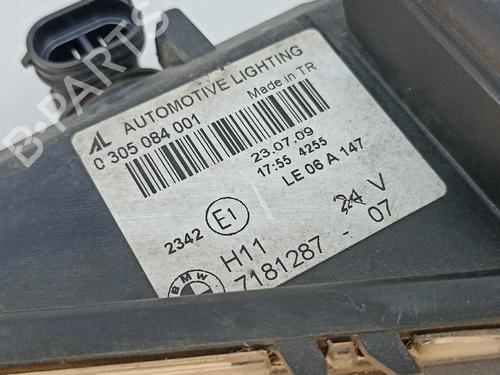 AL AUTOMOTIVE LIGHTING
0 305 084 001
Made in TR
23.07.09
17:55 4255
LE 06 A 147
2342 E1
H11
24 V
7181287 - 07
BMW
B-PARTS